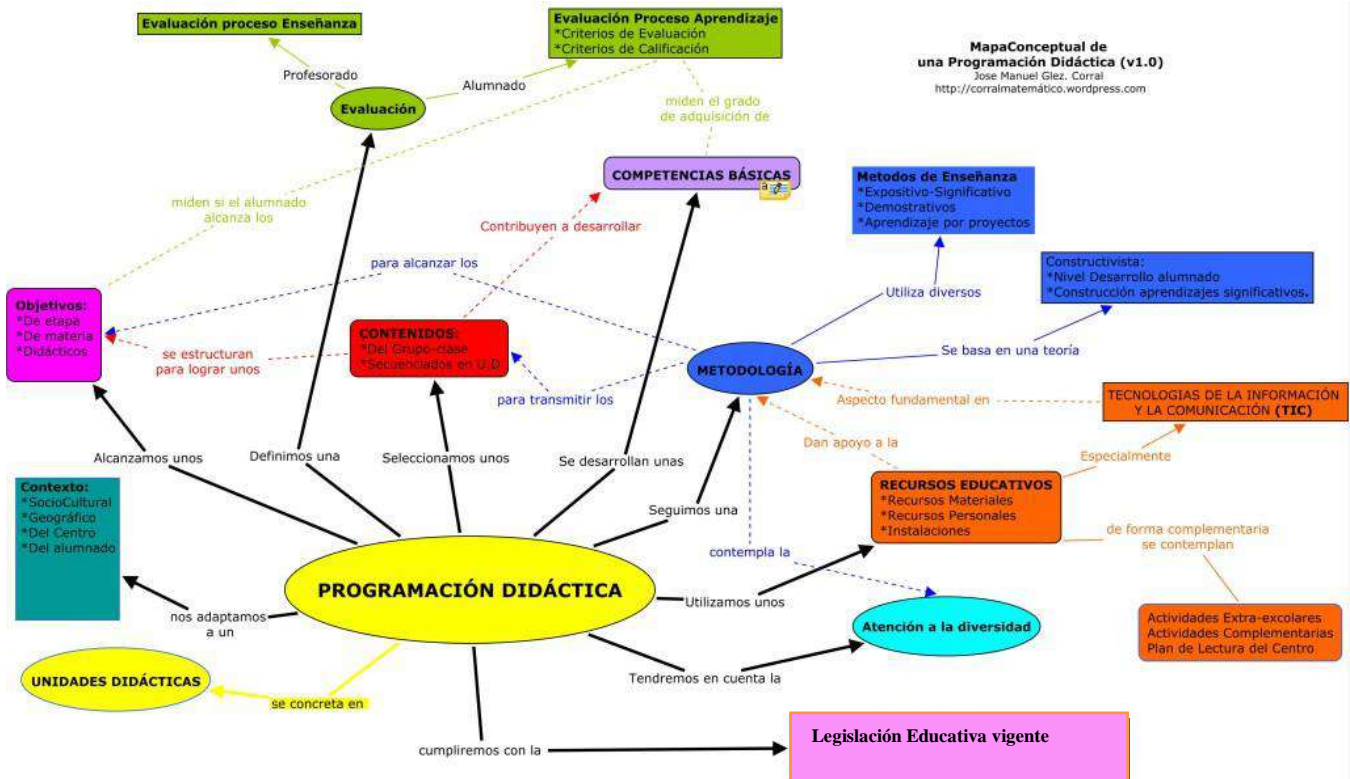 Evaluación proceso Enseñanza
Evaluación Proceso Aprendizaje
*Criterios de Evaluación
*Criterios de Calificación
MapaConceptual de
una Programación Didáctica (v1.0)
Jose Manuel Glez. Corral
http://corralmatemático.wordpress.com
Profesorado
Alumnado
Evaluación
miden el grado
de adquisición de
COMPETENCIAS BÁSICAS
Metodos de Enseñanza
*Expositivo-Significativo
*Demostrativos
*Aprendizaje por proyectos
miden si el alumnado
alcanza los
Contribuyen a desarrollar
para alcanzar los
Constructivista:
*Nivel Desarrollo alumnado
*Construcción aprendizajes significativos.
Utiliza diversos
Objetivos:
*De etapa
*De materia
*Didácticos
se estructuran
para lograr unos
CONTENIDOS:
*Del Grupo-clase
*Secuenciados en U.D
Se basa en una teoría
METODOLOGÍA
para transmitir los
Aspecto fundamental en
TECNOLOGIAS DE LA INFORMACIÓN
Y LA COMUNICACIÓN (TIC)
Dan apoyo a la
Especialmente
Alcanzamos unos
Definimos una
Seleccionamos unos
Se desarrollan unas
Seguimos una
RECURSOS EDUCATIVOS
*Recursos Materiales
*Recursos Personales
*Instalaciones
Contexto:
*SocioCultural
*Geográfico
*Del Centro
*Del alumnado
de forma complementaria
se contemplan
contempla la
PROGRAMACIÓN DIDÁCTICA
Utilizamos unos
nos adaptamos
a un
Atención a la diversidad
Actividades Extra-excolares
Actividades Complementarias
Plan de Lectura del Centro
UNIDADES DIDÁCTICAS
se concreta en
Tendremos en cuenta la
cumpliremos con la
Legislación Educativa vigente